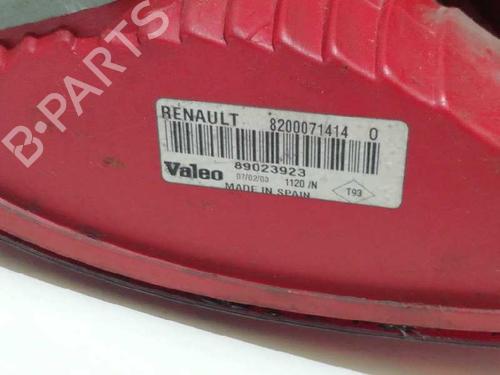 B-PARTS
RENAULT 8200071414 0
89023923
Valeo 07/02/03 1120 /N T93
MADE IN SPAIN